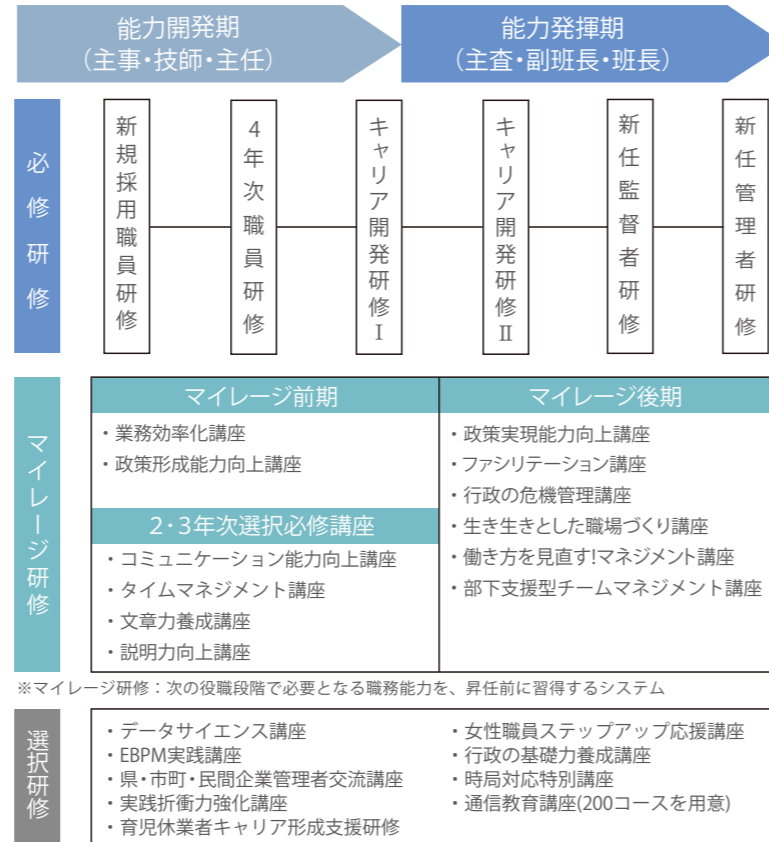 能力開発期
（主事・技師・主任）
能力発揮期
（主査・副班長・班長）
必修研修
新規採用職員研修
4年次職員研修
キャリア開発研修Ⅰ
キャリア開発研修Ⅱ
新任監督者研修
新任管理者研修
マイレージ研修
マイレージ前期
・業務効率化講座
・政策形成能力向上講座
2・3年次選択必修講座
・コミュニケーション能力向上講座
・タイムマネジメント講座
・文章力養成講座
・説明力向上講座
マイレージ後期
・政策実現能力向上講座
・ファシリテーション講座
・行政の危機管理講座
・生き生きとした職場づくり講座
・働き方を見直す!マネジメント講座
・部下支援型チームマネジメント講座
※マイレージ研修：次の役職段階で必要となる職務能力を、昇任前に習得するシステム
選択研修
・データサイエンス講座
・EBPM実践講座
・県・市町・民間企業管理者交流講座
・実践折衝力強化講座
・育児休業者キャリア形成支援研修
・女性職員ステップアップ応援講座
・行政の基礎力養成講座
・時局対応特別講座
・通信教育講座(200コースを用意)